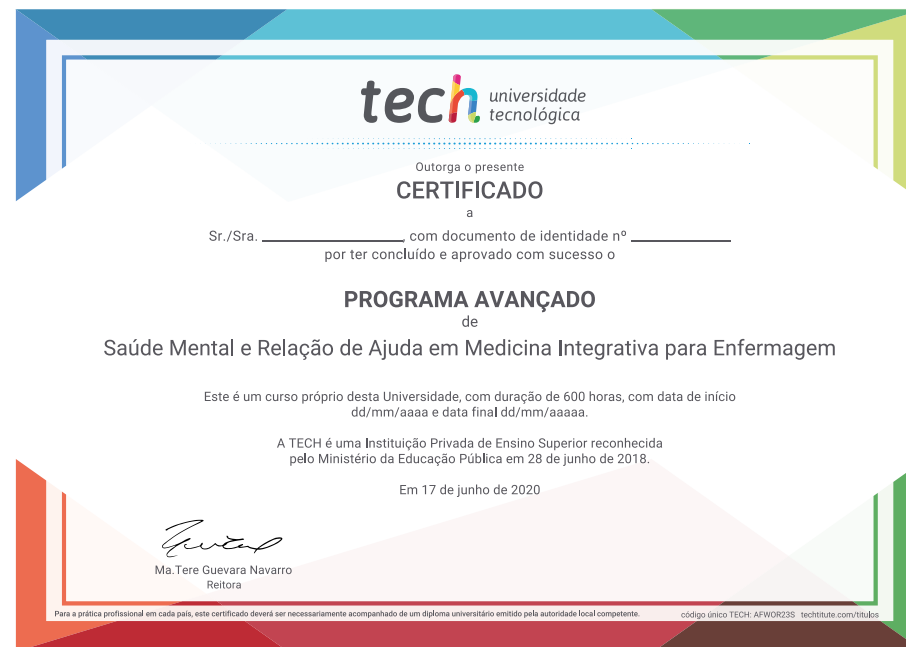 tech universidade
tecnológica
Outorga o presente
CERTIFICADO
a
Sr./Sra. ____________, com documento de identidade nº ____________
por ter concluído e aprovado com sucesso o
PROGRAMA AVANÇADO
de
Saúde Mental e Relação de Ajuda em Medicina Integrativa para Enfermagem
Este é um curso próprio desta Universidade, com duração de 600 horas, com data de início
dd/mm/aaaa e data final dd/mm/aaaaa.
A TECH é uma Instituição Privada de Ensino Superior reconhecida
pelo Ministério da Educação Pública em 28 de junho de 2018.
Em 17 de junho de 2020
Ma.Tere Guevara Navarro
Reitora
Para a prática profissional em cada país, este certificado deverá ser necessariamente acompanhado de um diploma universitário emitido pela autoridade local competente.
código único TECH: AFWOR23S techtitute.com/titulos